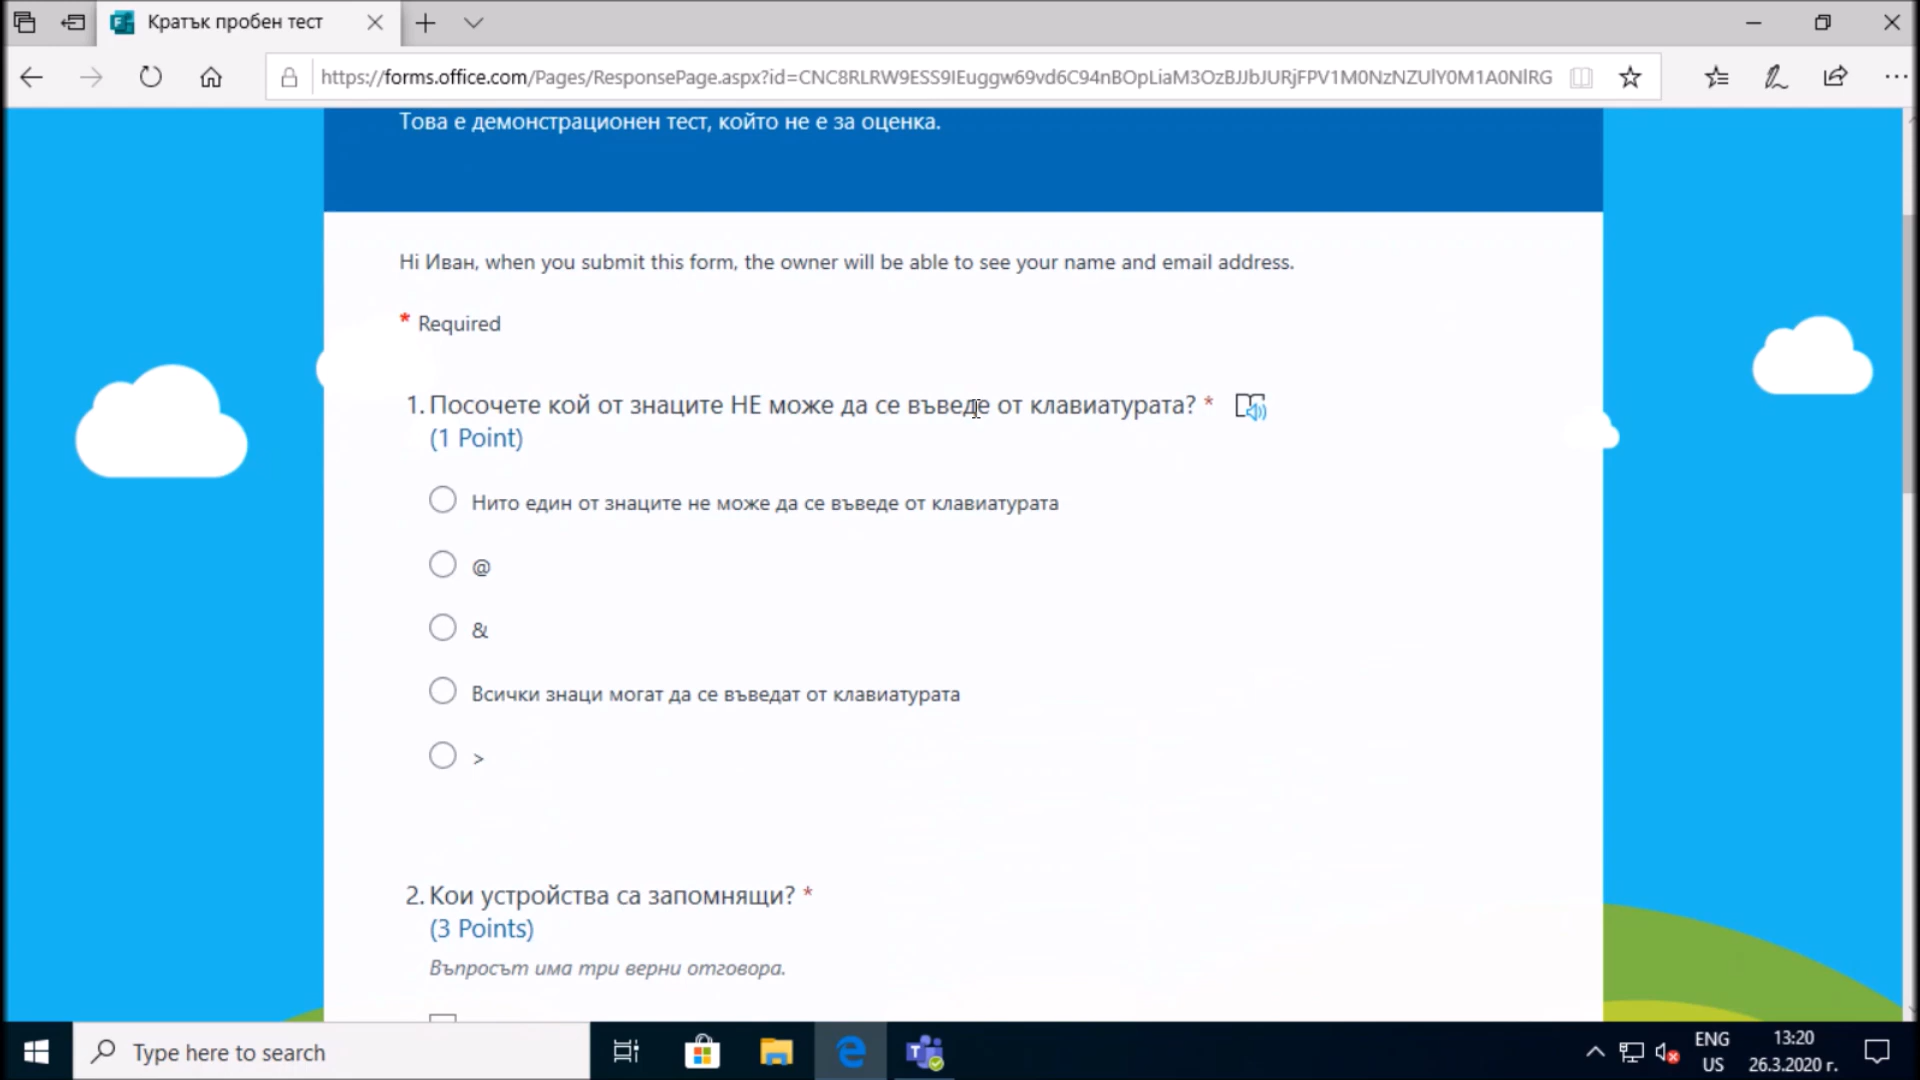 Кратък пробен тест
https://forms.office.com/Pages/ResponsePage.aspx?id=CNC8RLRW9ESS9IEuggw69vd6C94nBOpLiaM3OzBJJbJURjFPV1M0NzNZUlY0M1A0NlRG
Това е демонстрационен тест, който не е за оценка.
Hi Иван, when you submit this form, the owner will be able to see your name and email address.
* Required
1. Посочете кой от знаците НЕ може да се въведе от клавиатурата? *
(1 Point)
Нито един от знаците не може да се въведе от клавиатурата
@
&
Всички знаци могат да се въведат от клавиатурата
>
2. Кои устройства са запомнящи? *
(3 Points)
Въпросът има три верни отговора.
Type here to search
ENG
US
13:20
26.3.2020 г.